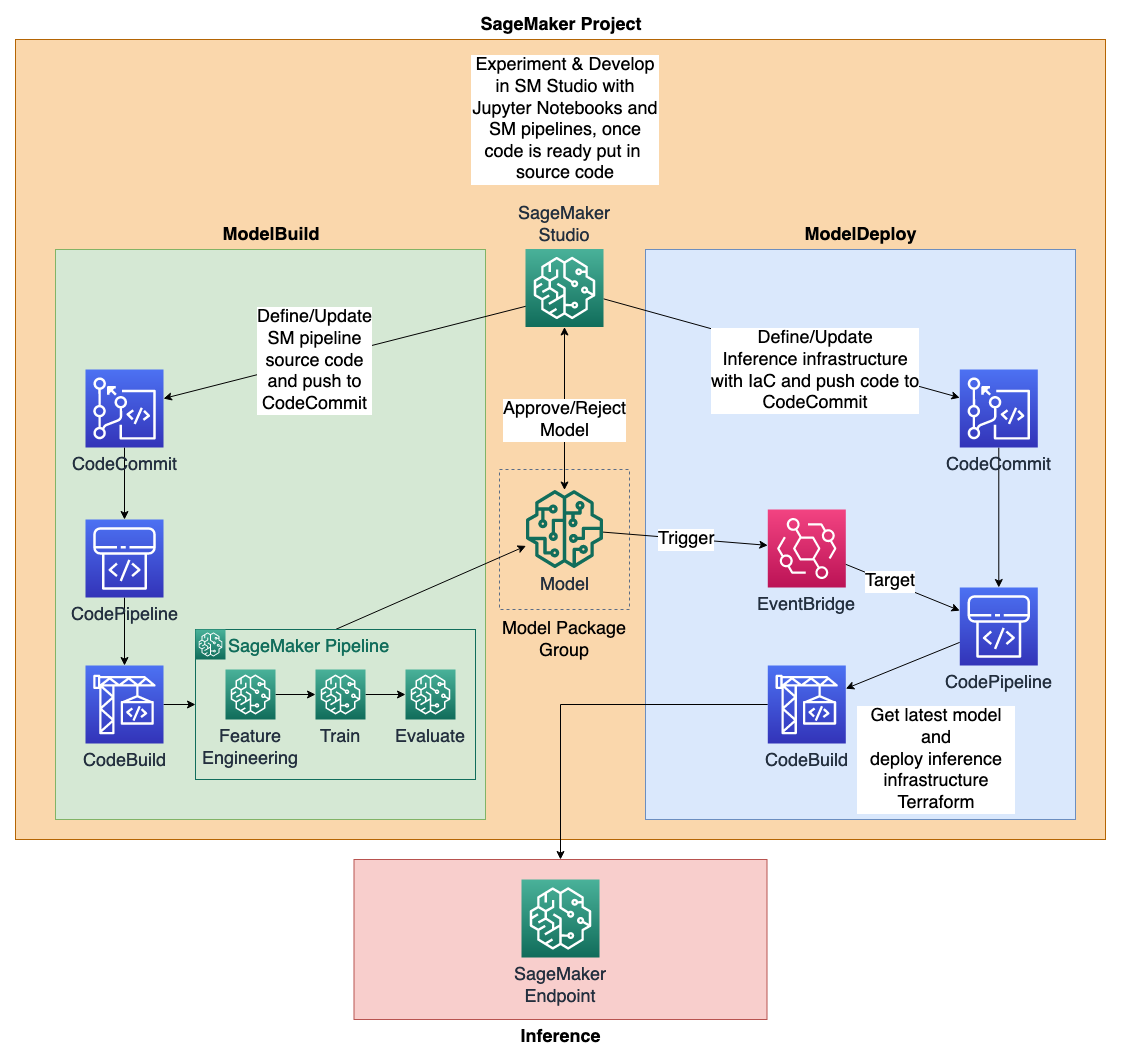 SageMaker Project
Experiment & Develop
in SM Studio with
Jupyter Notebooks and
SM pipelines, once
code is ready put in
source code
SageMaker
Studio
ModelBuild
ModelDeploy
Define/Update
SM pipeline
source code
and push to
CodeCommit
Define/Update
Inference infrastructure
with IaC and push code to
CodeCommit
Approve/Reject
Model
CodeCommit
CodeCommit
Trigger
Model
Target
EventBridge
CodePipeline
Model Package
Group
SageMaker Pipeline
CodePipeline
Feature
Engineering
Train
Evaluate
CodeBuild
CodeBuild
Get latest model
and
deploy inference
infrastructure
Terraform
SageMaker
Endpoint
Inference